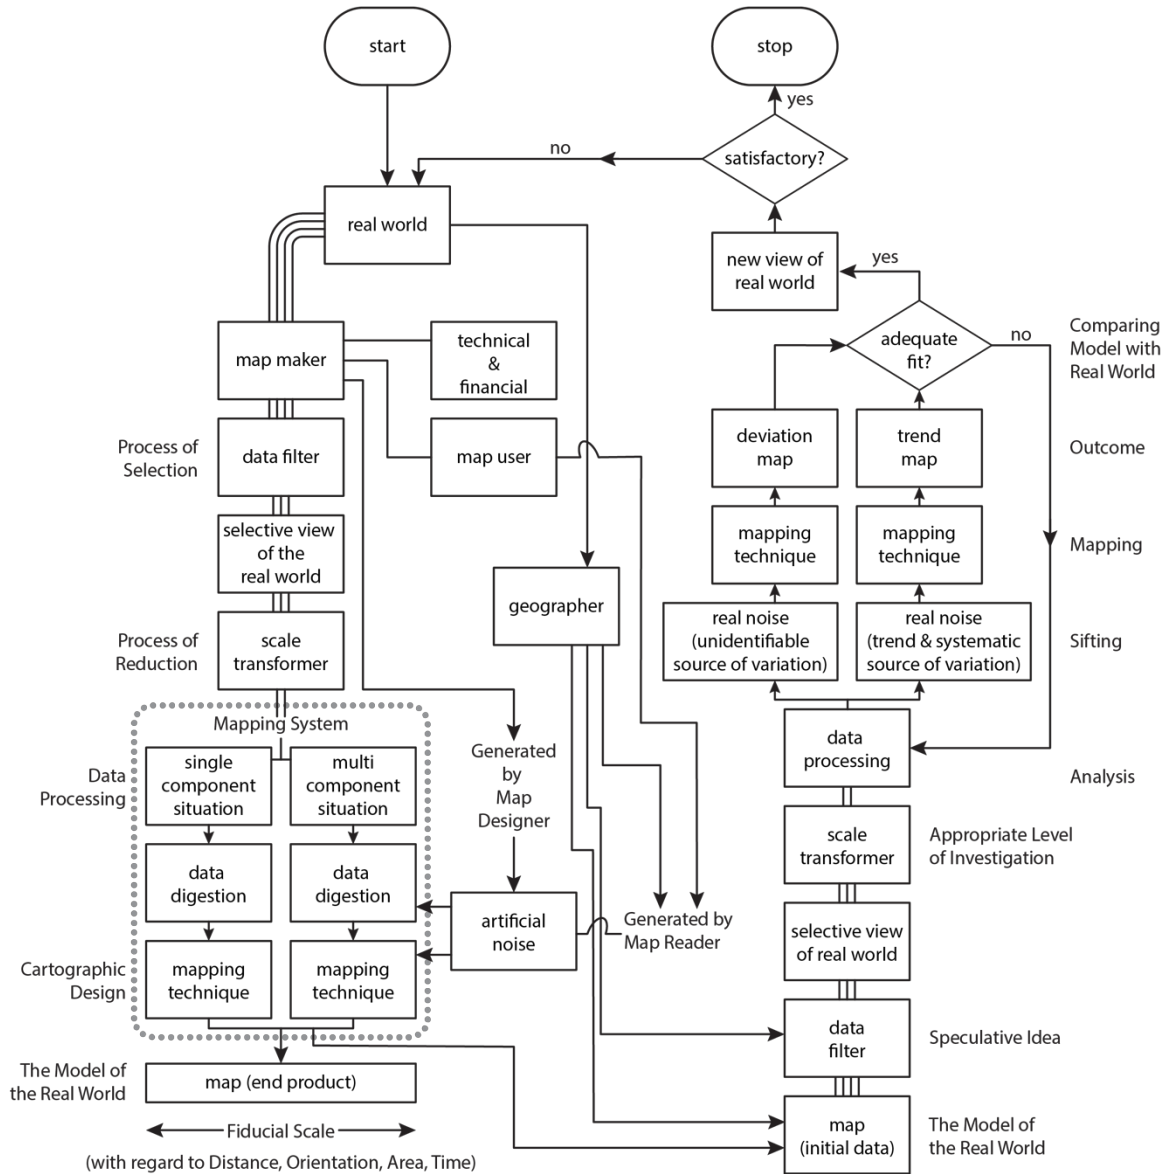 start
stop
yes
satisfactory?
no
real world
new view of
real world
yes
adequate
fit?
no
Comparing
Model with
Real World
map maker
technical
&
financial
Process of
Selection
data filter
map user
deviation
map
trend
map
Outcome
selective view
of the
real world
mapping
technique
mapping
technique
Mapping
geographer
Process of
Reduction
scale
transformer
real noise
(unidentifiable
source of variation)
real noise
(trend & systematic
source of variation)
Sifting
Mapping System
Data
Processing
single
component
situation
multi
component
situation
Generated
by
Map
Designer
data
processing
Analysis
data
digestion
data
digestion
scale
transformer
Appropriate Level
of Investigation
artificial
noise
Generated by
Map Reader
selective view
of real world
Cartographic
Design
mapping
technique
mapping
technique
data
filter
Speculative Idea
The Model of
the Real World
map (end product)
map
(initial data)
The Model of
the Real World
Fiducial Scale
(with regard to Distance, Orientation, Area, Time)